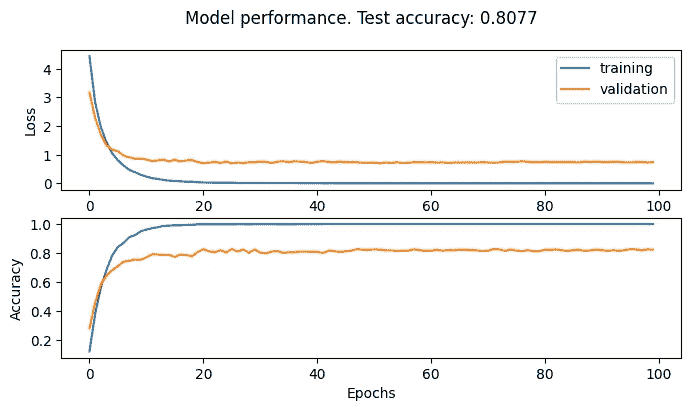 Model performance. Test accuracy: 0.8077
4
3
2
1
0
Loss
training
validation
0 20 40 60 80 100
1.0
0.8
0.6
0.4
0.2
Accuracy
0 20 40 60 80 100
Epochs